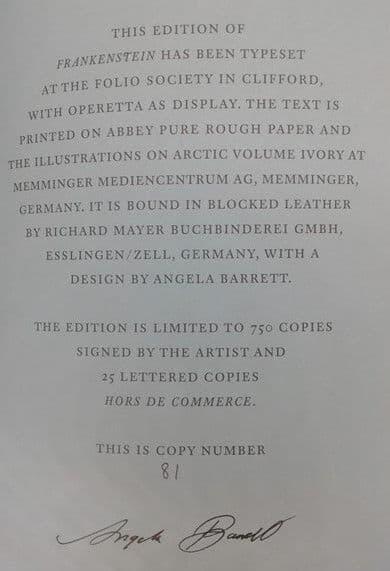 THIS EDITION OF
FRANKENSTEIN HAS BEEN TYPESET
AT THE FOLIO SOCIETY IN CLIFFORD,
WITH OPERETTA AS DISPLAY. THE TEXT IS
PRINTED ON ABBEY PURE ROUGH PAPER AND
THE ILLUSTRATIONS ON ARCTIC VOLUME IVORY AT
MEMMINGER MEDIENCENTRUM AG, MEMMINGER,
GERMANY. IT IS BOUND IN BLOCKED LEATHER
BY RICHARD MAYER BUCHBINDEREI GMBH,
ESSLINGEN/ZELL, GERMANY, WITH A
DESIGN BY ANGELA BARRETT.
THE EDITION IS LIMITED TO 750 COPIES
SIGNED BY THE ARTIST AND
25 LETTERED COPIES
HORS DE COMMERCE.
THIS IS COPY NUMBER
81
Angela Barrett